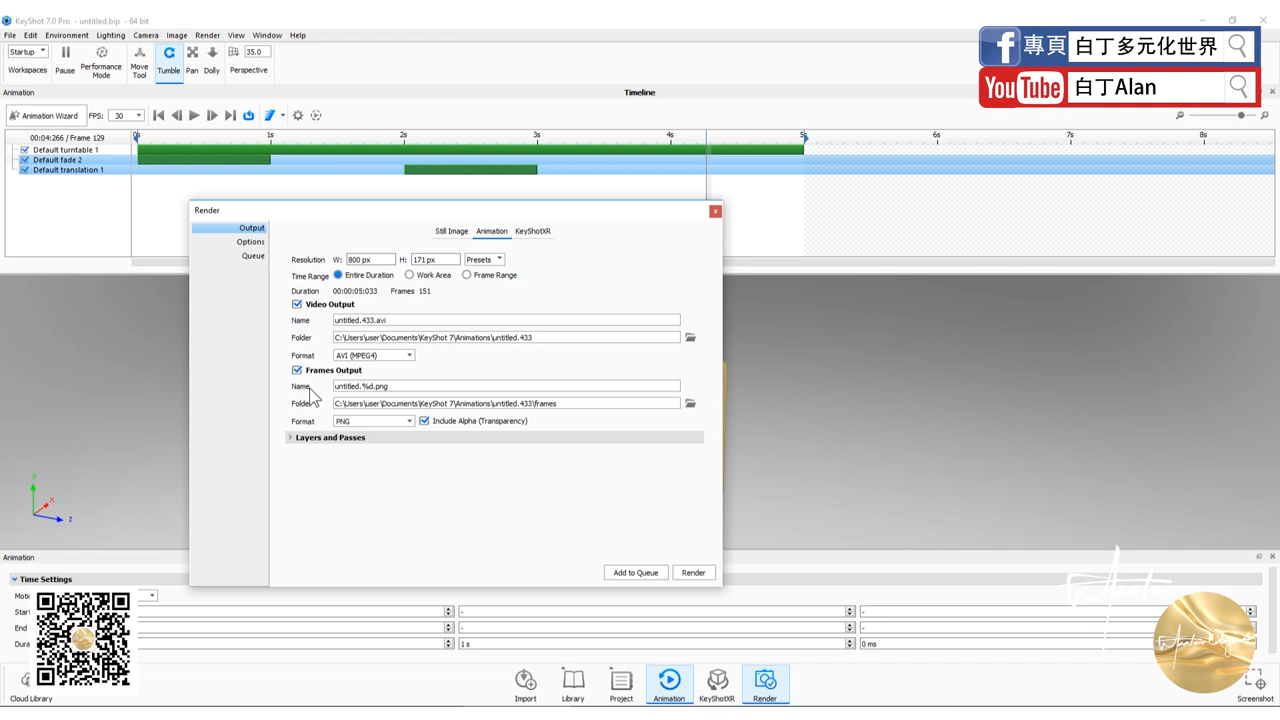 KeyShot 7.0 Pro - untitled.bip - 64 bit
File Edit Environment Lighting Camera Image Render View Window Help
專頁 白丁多元化世界
YouTube 白丁Alan
Startup
35.0
Workspaces Pause Performance Mode Move Tool Tumble Pan Dolly Perspective
Animation Timeline
Animation Wizard FPS: 30
00:04:266 / Frame 129 0s 1s 2s 3s 4s 5s 6s 7s 8s
Default turntable 1
Default fade 2
Default translation 1
Render
Output
Options
Queue
Still Image Animation KeyShotXR
Resolution W: 800 px H: 171 px Presets
Time Range Entire Duration Work Area Frame Range
Duration 00:00:05:033 Frames 151
Video Output
Name untitled.433.avi
Folder C:\Users\user\Documents\KeyShot 7\Animations\untitled.433
Format AVI (MPEG4)
Frames Output
Name untitled.%d.png
Folder C:\Users\user\Documents\KeyShot 7\Animations\untitled.433\frames
Format PNG Include Alpha (Transparency)
Layers and Passes
Add to Queue Render
y
x
z
Animation
Time Settings
Moti
Star - -
End - -
Dura 1 s 0 ms
Cloud Library Import Library Project Animation KeyShotXR Render Screenshot